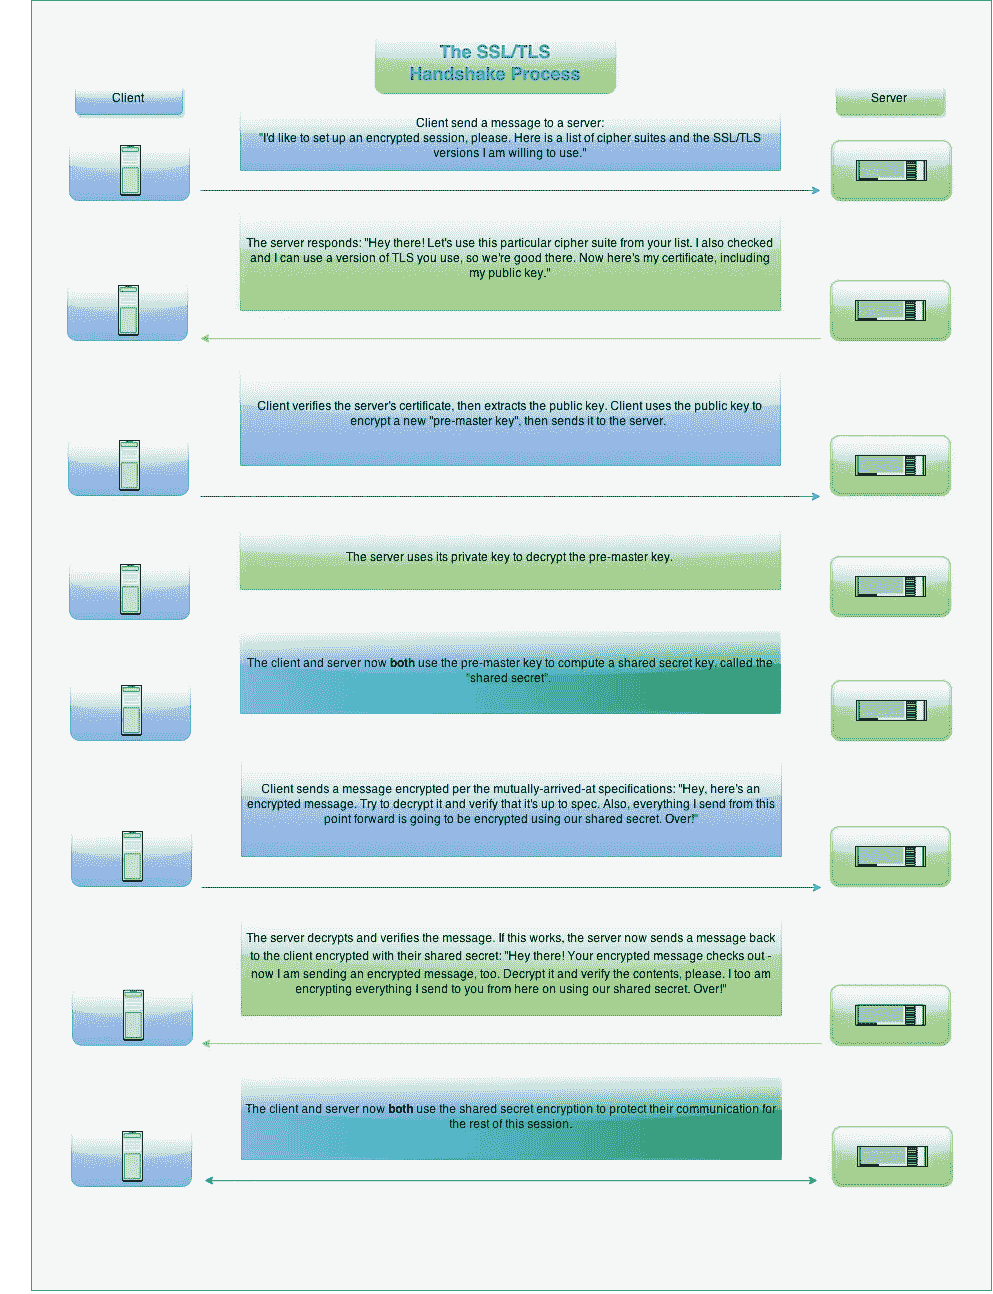 The SSL/TLS
Handshake Process
Client
Server
Client send a message to a server:
"I'd like to set up an encrypted session, please. Here is a list of cipher suites and the SSL/TLS
versions I am willing to use."
The server responds: "Hey there! Let's use this particular cipher suite from your list. I also checked
and I can use a version of TLS you use, so we're good there. Now here's my certificate, including
my public key."
Client verifies the server's certificate, then extracts the public key. Client uses the public key to
encrypt a new "pre-master key", then sends it to the server.
The server uses its private key to decrypt the pre-master key.
The client and server now both use the pre-master key to compute a shared secret key, called the
"shared secret".
Client sends a message encrypted per the mutually-arrived-at specifications: "Hey, here's an
encrypted message. Try to decrypt it and verify that it's up to spec. Also, everything I send from this
point forward is going to be encrypted using our shared secret. Over!"
The server decrypts and verifies the message. If this works, the server now sends a message back
to the client encrypted with their shared secret: "Hey there! Your encrypted message checks out -
now I am sending an encrypted message, too. Decrypt it and verify the contents, please. I too am
encrypting everything I send to you from here on using our shared secret. Over!"
The client and server now both use the shared secret encryption to protect their communication for
the rest of this session.